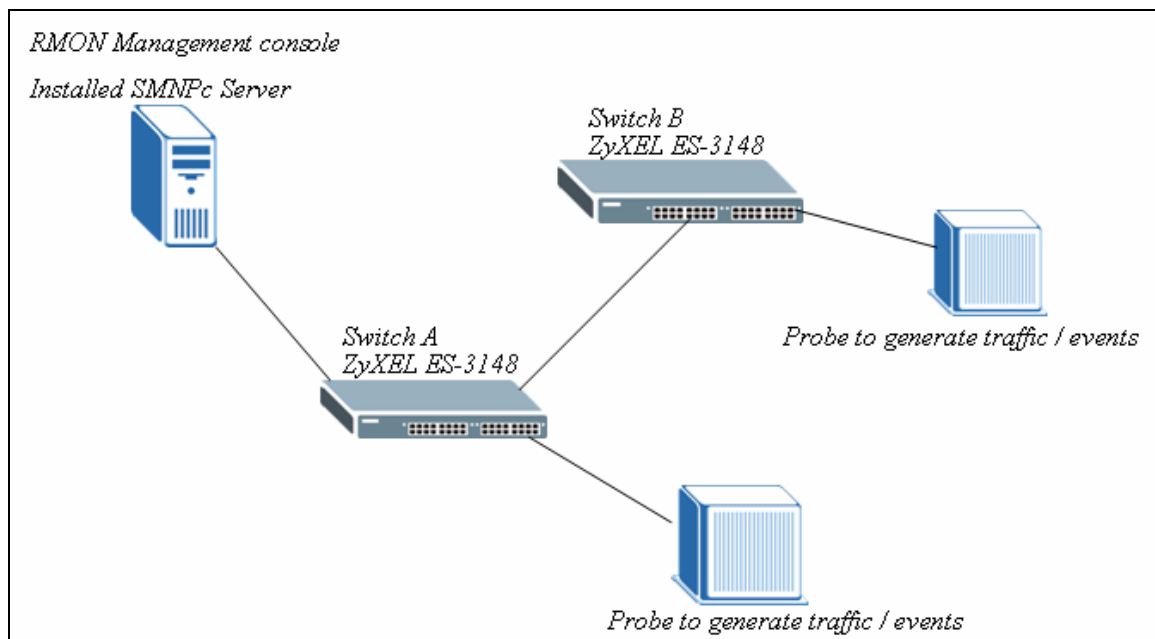 RMON Management console
Installed SMNPc Server
Switch B
ZyXEL ES-3148
Probe to generate traffic / events
Switch A
ZyXEL ES-3148
Probe to generate traffic / events